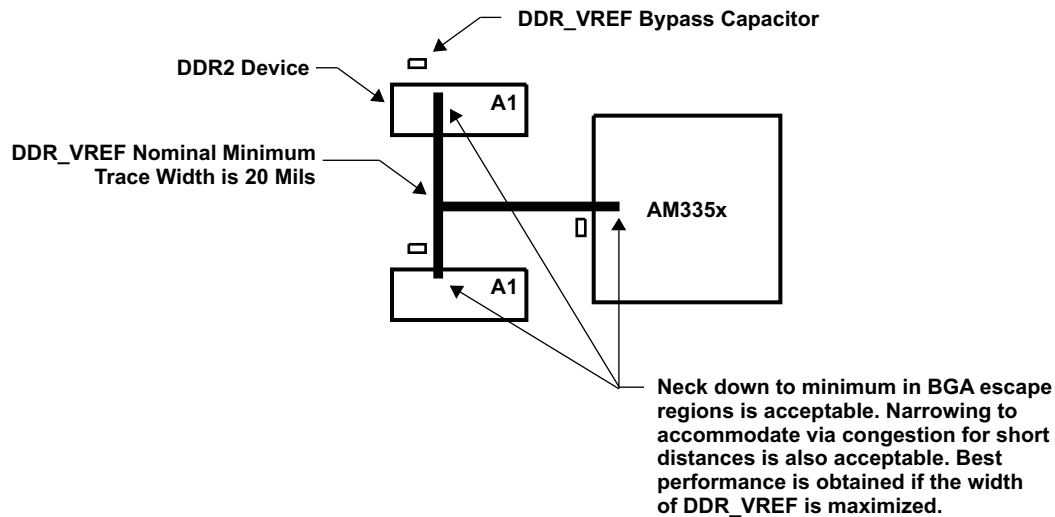 DDR_VREF Bypass Capacitor
DDR2 Device
A1
DDR_VREF Nominal Minimum
Trace Width is 20 Mils
AM335x
A1
Neck down to minimum in BGA escape
regions is acceptable. Narrowing to
accommodate via congestion for short
distances is also acceptable. Best
performance is obtained if the width
of DDR_VREF is maximized.